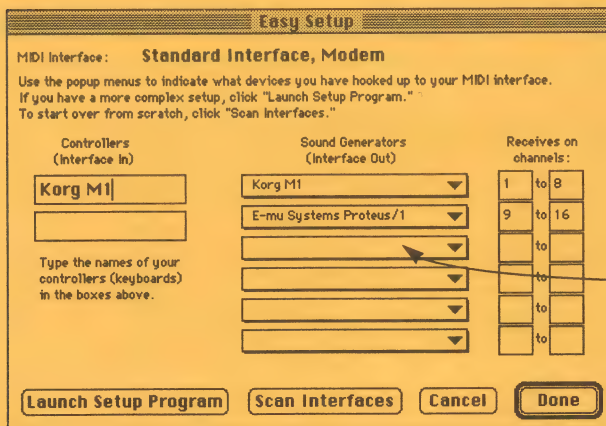 Easy Setup
MIDI Interface: Standard Interface, Modem
Use the popup menus to indicate what devices you have hooked up to your MIDI interface.
If you have a more complex setup, click "Launch Setup Program."
To start over from scratch, click "Scan Interfaces."
Controllers
(Interface In)
Korg M1
Type the names of your
controllers (keyboards)
in the boxes above.
Sound Generators
(Interface Out)
Receives on
channels:
Korg M1 1 to 8
E-mu Systems Proteus/1 9 to 16
to
to
to
to
Launch Setup Program Scan Interfaces Cancel Done